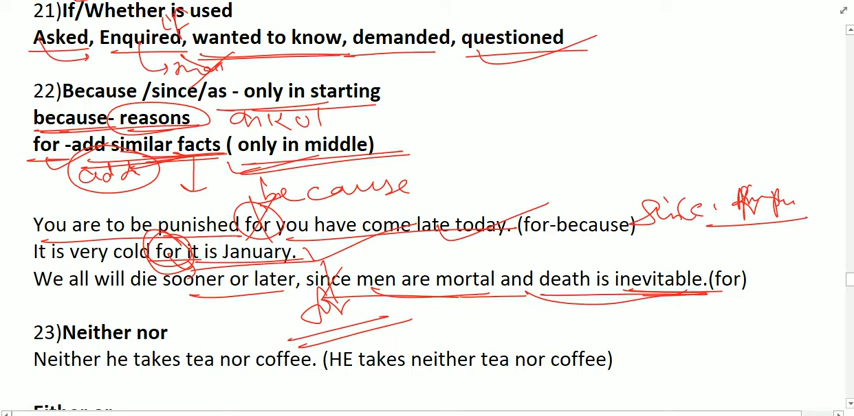 21)If/Whether is used
if
Asked, Enquired, wanted to know, demanded, questioned
22)Because /since/as - only in starting
because- reasons
for -add similar facts ( only in middle)
add
because
You are to be punished for you have come late today. (for-because)
since
It is very cold for it is January.
We all will die sooner or later, since men are mortal and death is inevitable.(for)
for
23)Neither nor
Neither he takes tea nor coffee. (HE takes neither tea nor coffee)